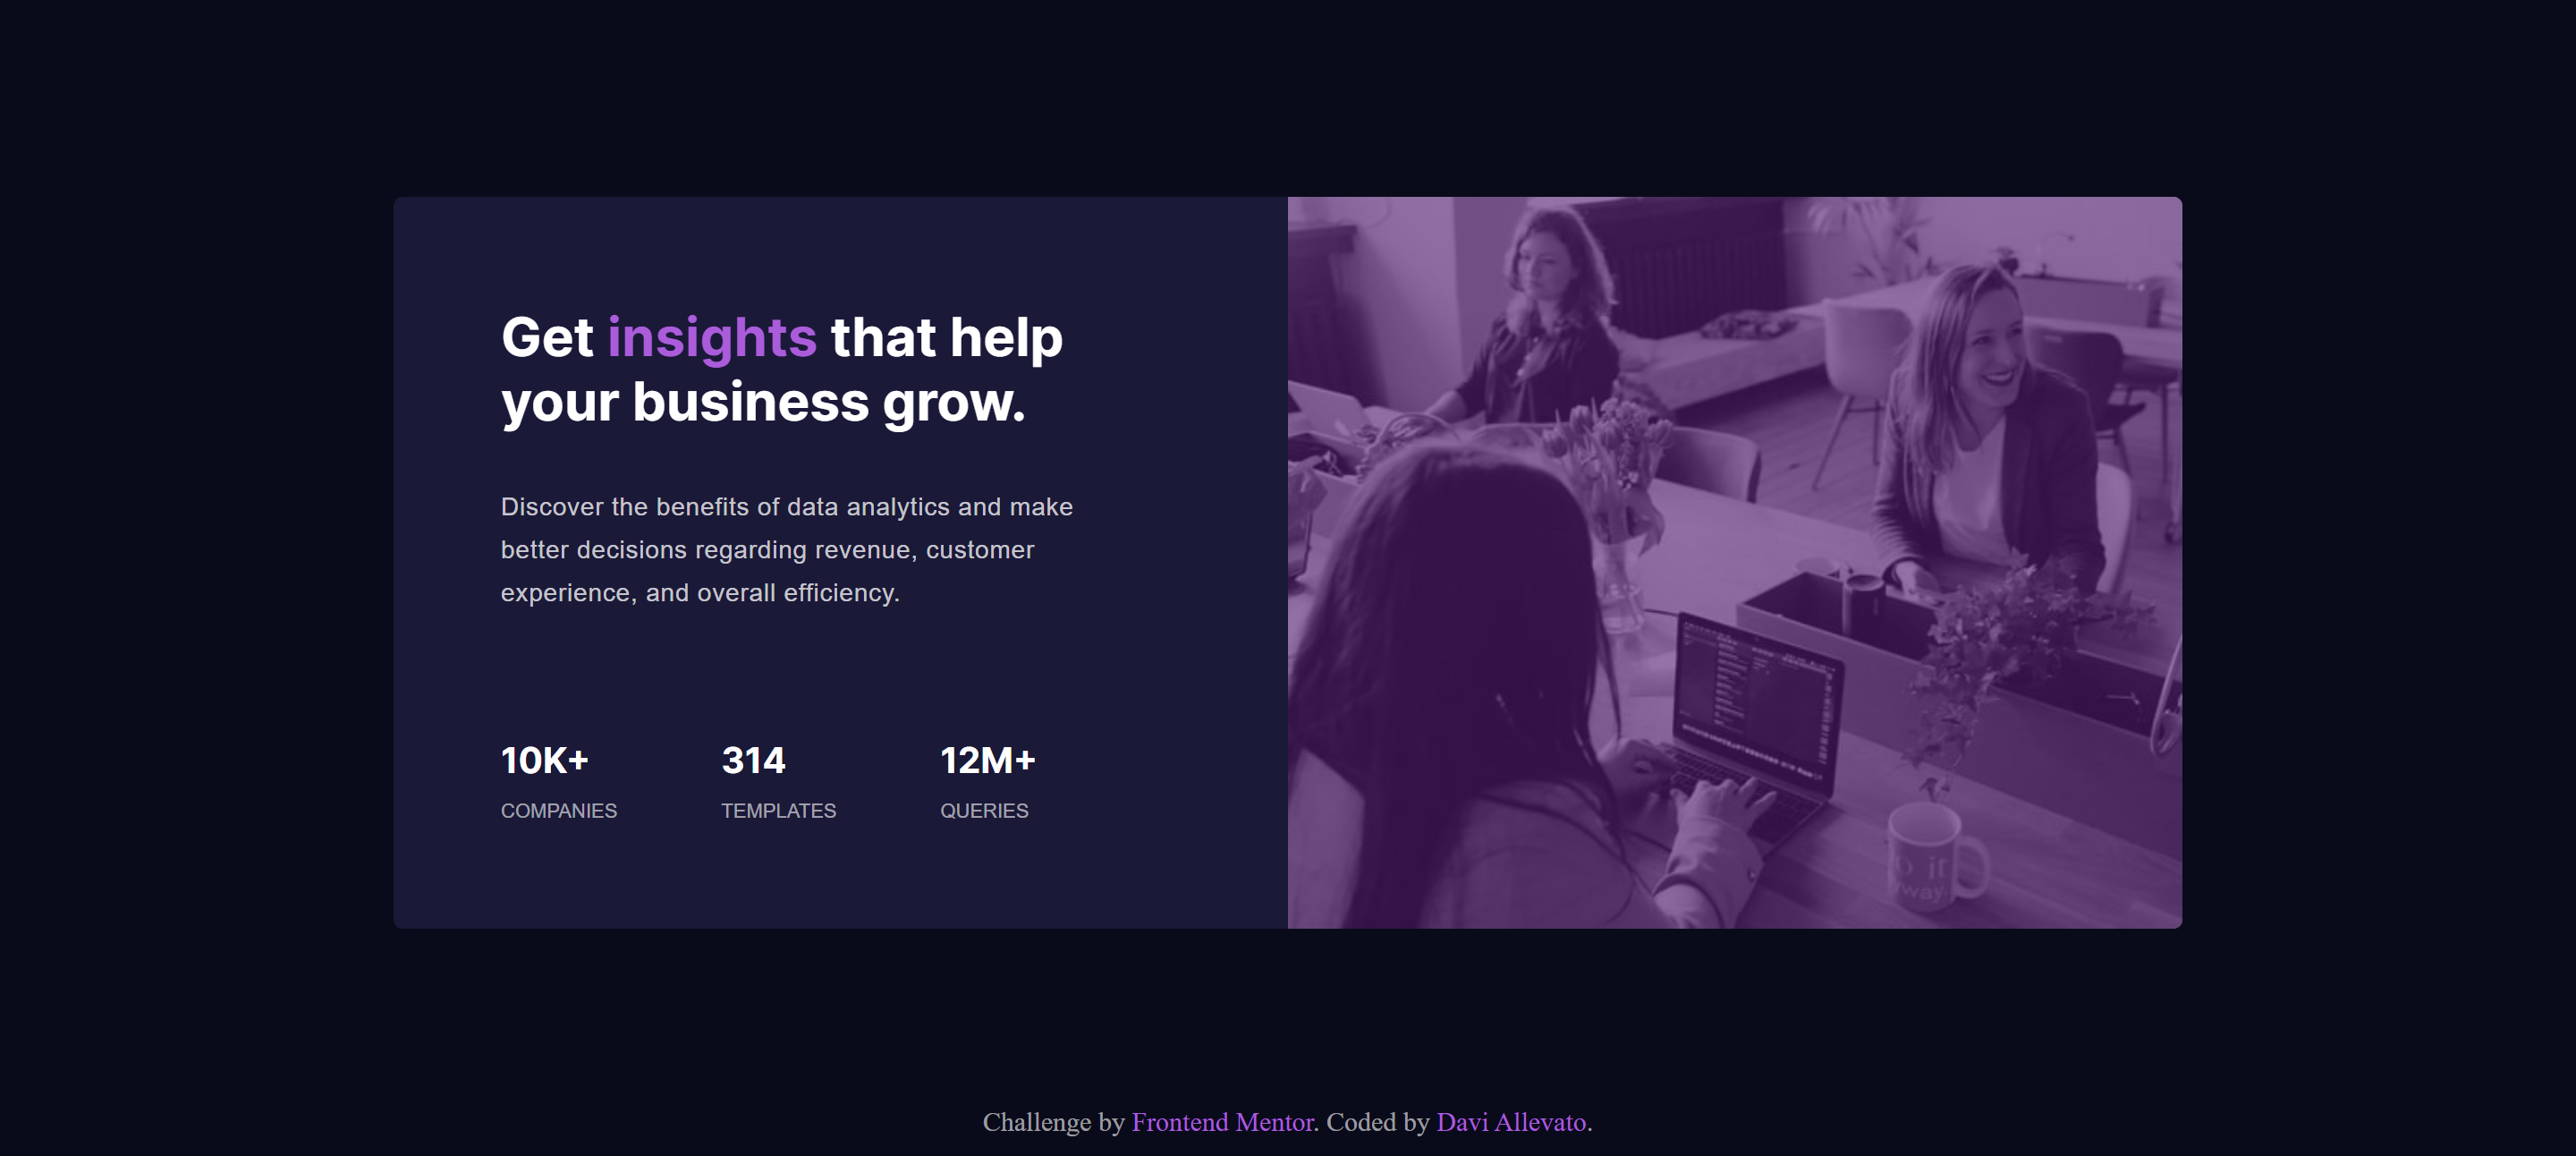 Get insights that help
your business grow.
Discover the benefits of data analytics and make
better decisions regarding revenue, customer
experience, and overall efficiency.
10K+ 314 12M+
COMPANIES TEMPLATES QUERIES
it
way
Challenge by Frontend Mentor. Coded by Davi Allevato.